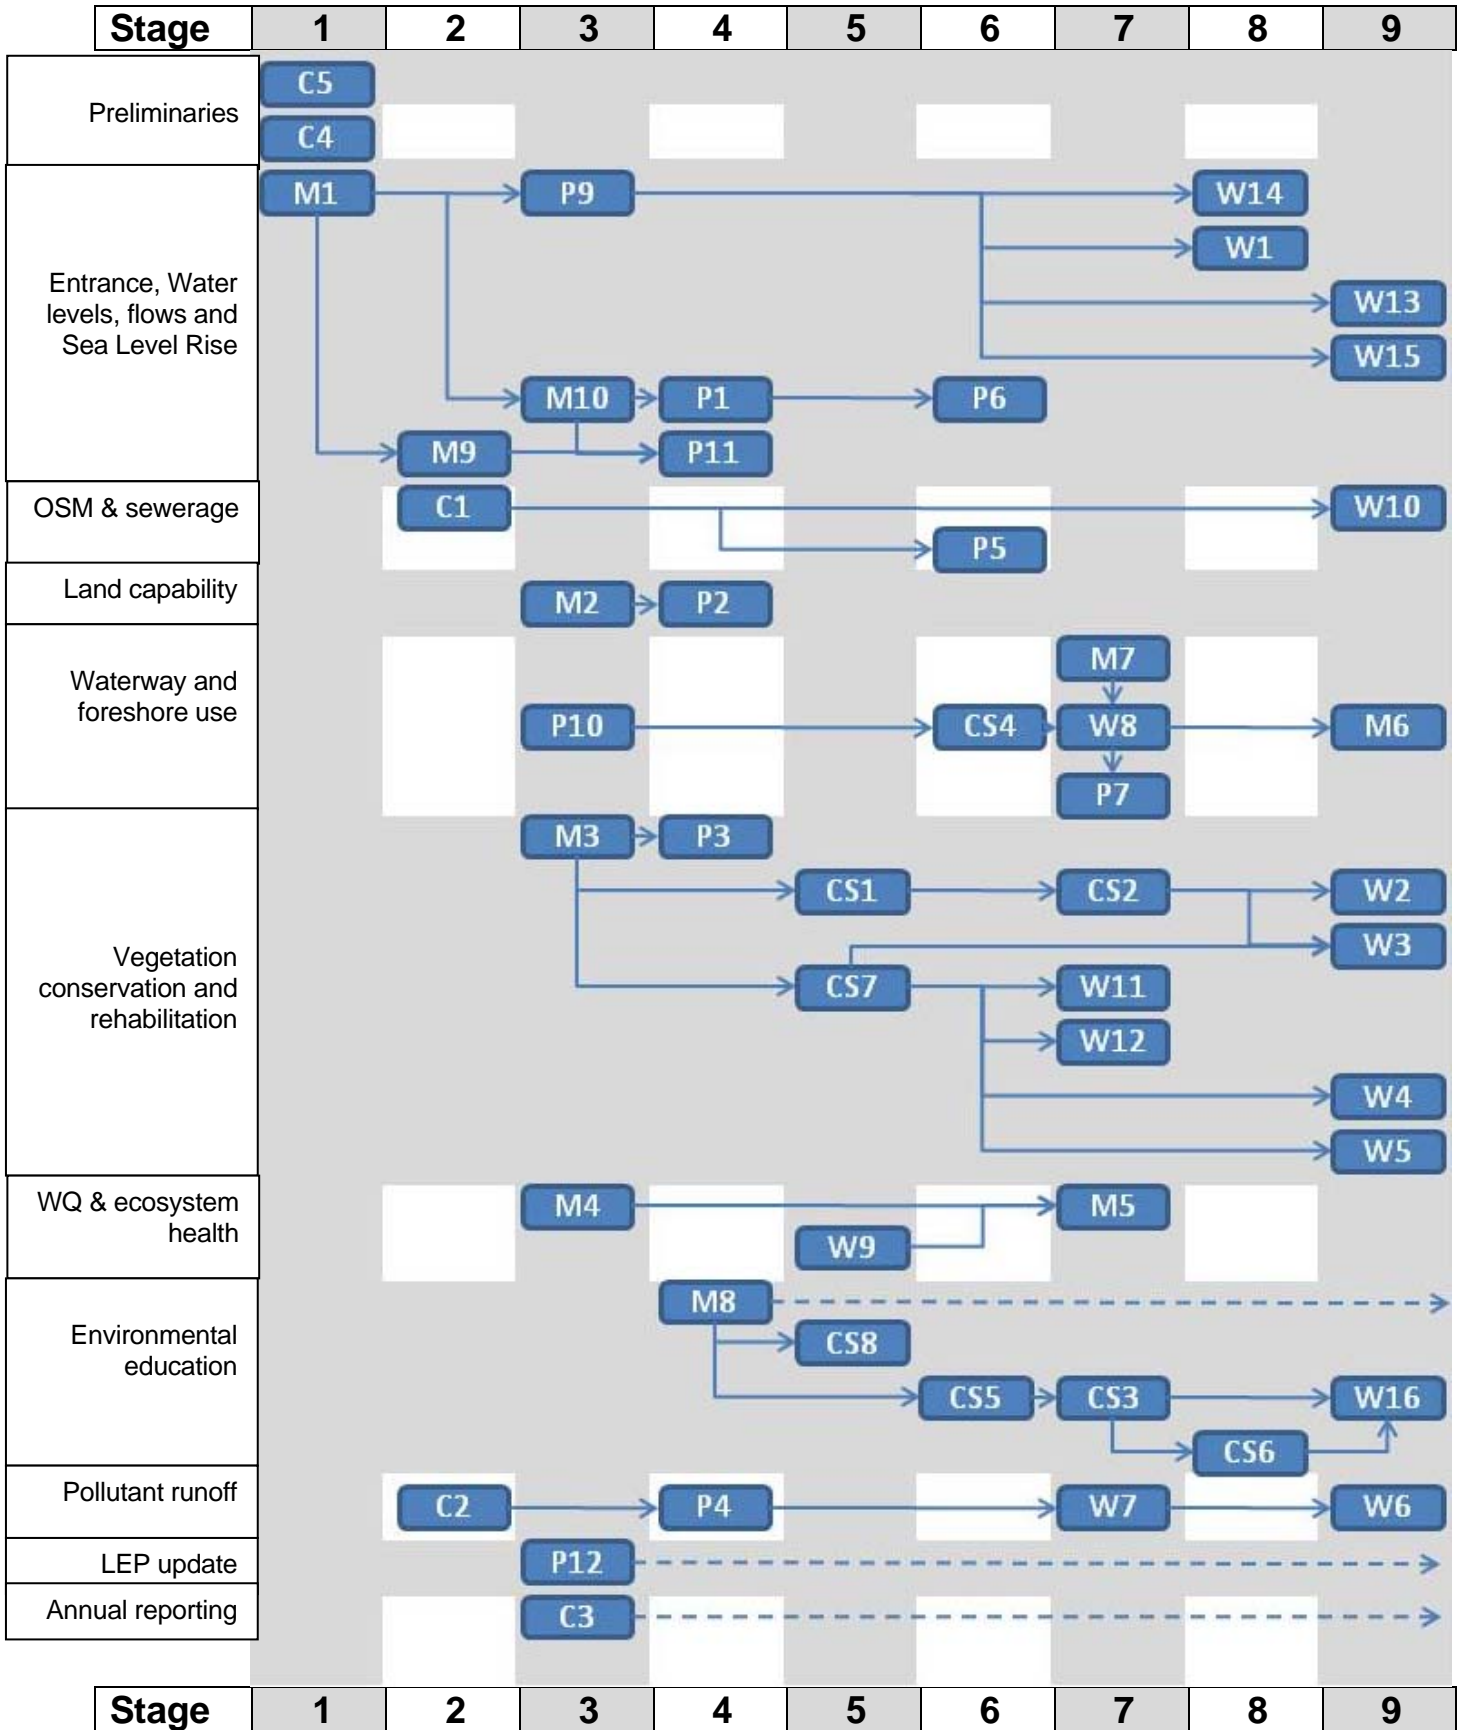 Stage 1 2 3 4 5 6 7 8 9
C5
Preliminaries
C4
M1 P9 W14
W1
Entrance, Water
levels, flows and
Sea Level Rise
W13
W15
M10 P1 P6
M9 P11
OSM & sewerage C1 W10
P5
Land capability M2 P2
M7
Waterway and
foreshore use
P10 CS4 W8 M6
P7
M3 P3
CS1 CS2 W2
W3
Vegetation
conservation and
rehabilitation
CS7 W11
W12
W4
W5
WQ & ecosystem
health
M4 M5
W9
M8
Environmental
education
CS8
CS5 CS3 W16
CS6
Pollutant runoff C2 P4 W7 W6
LEP update P12
Annual reporting C3
Stage 1 2 3 4 5 6 7 8 9